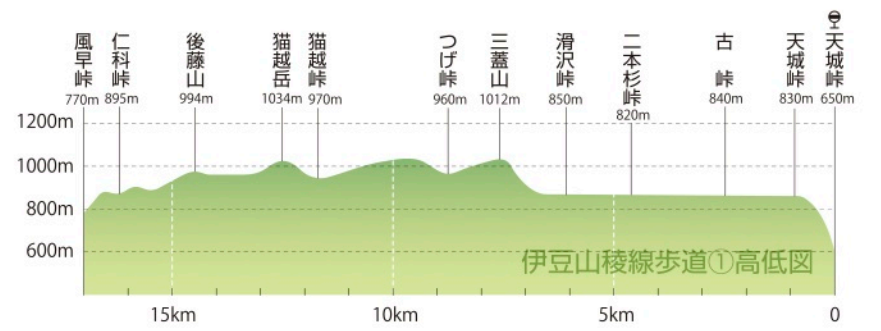 風早峠
770m
仁科峠
895m
後藤山
994m
猫越岳
1034m
猫越峠
970m
つげ峠
960m
三蓋山
1012m
滑沢峠
850m
二本杉峠
820m
古 峠
840m
天城峠
830m
天城峠
650m
1200m
1000m
800m
600m
伊豆山稜線歩道①高低図
15km
10km
5km
0